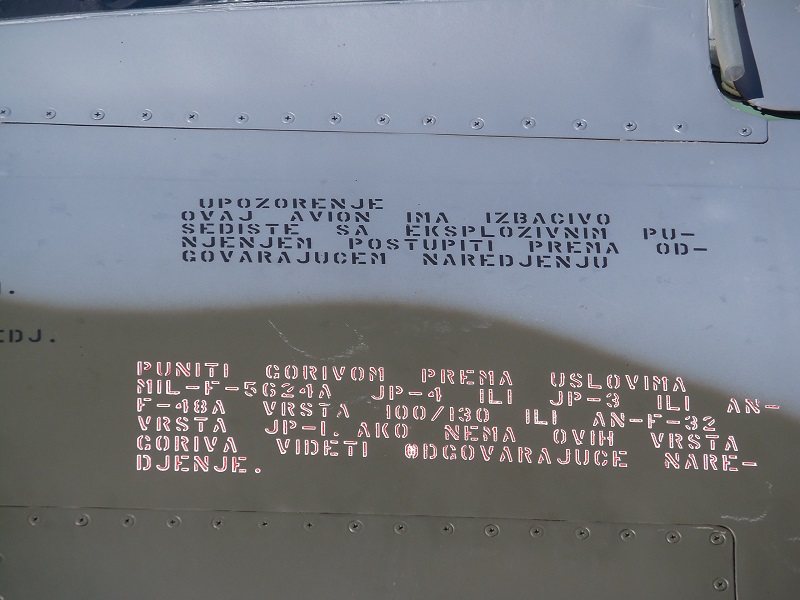 UPOZORENJE
OVAJ AVION IMA IZBACIVO
SEDISTE SA EKSPLOZIVNIM PU-
NJENJEM POSTUPITI PREMA OD-
GOVARAJUCEM NAREDJENJU
EDJ.
PUNITI GORIVOM PREMA USLOVIMA
MIL-F-5624A JP-4 ILI JP-3 ILI AN-
F-48A VRSTA 100/130 ILI AN-F-32
VRSTA JP-1. AKO NEMA OVIH VRSTA
GORIVA VIDETI ODGOVARAJUCE NARE-
DJENJE.